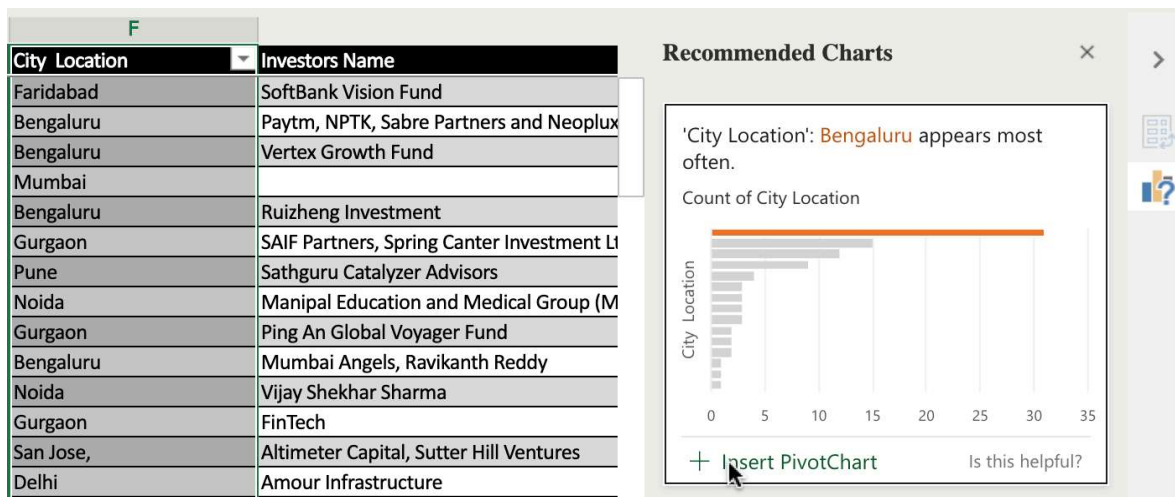 F
City Location Investors Name
Faridabad SoftBank Vision Fund
Bengaluru Paytm, NPTK, Sabre Partners and Neoplux
Bengaluru Vertex Growth Fund
Mumbai
Bengaluru Ruizheng Investment
Gurgaon SAIF Partners, Spring Canter Investment Lt
Pune Sathguru Catalyzer Advisors
Noida Manipal Education and Medical Group (M
Gurgaon Ping An Global Voyager Fund
Bengaluru Mumbai Angels, Ravikanth Reddy
Noida Vijay Shekhar Sharma
Gurgaon FinTech
San Jose, Altimeter Capital, Sutter Hill Ventures
Delhi Amour Infrastructure
Recommended Charts
'City Location': Bengaluru appears most
often.
Count of City Location
City Location
0 5 10 15 20 25 30 35
+ Insert PivotChart Is this helpful?